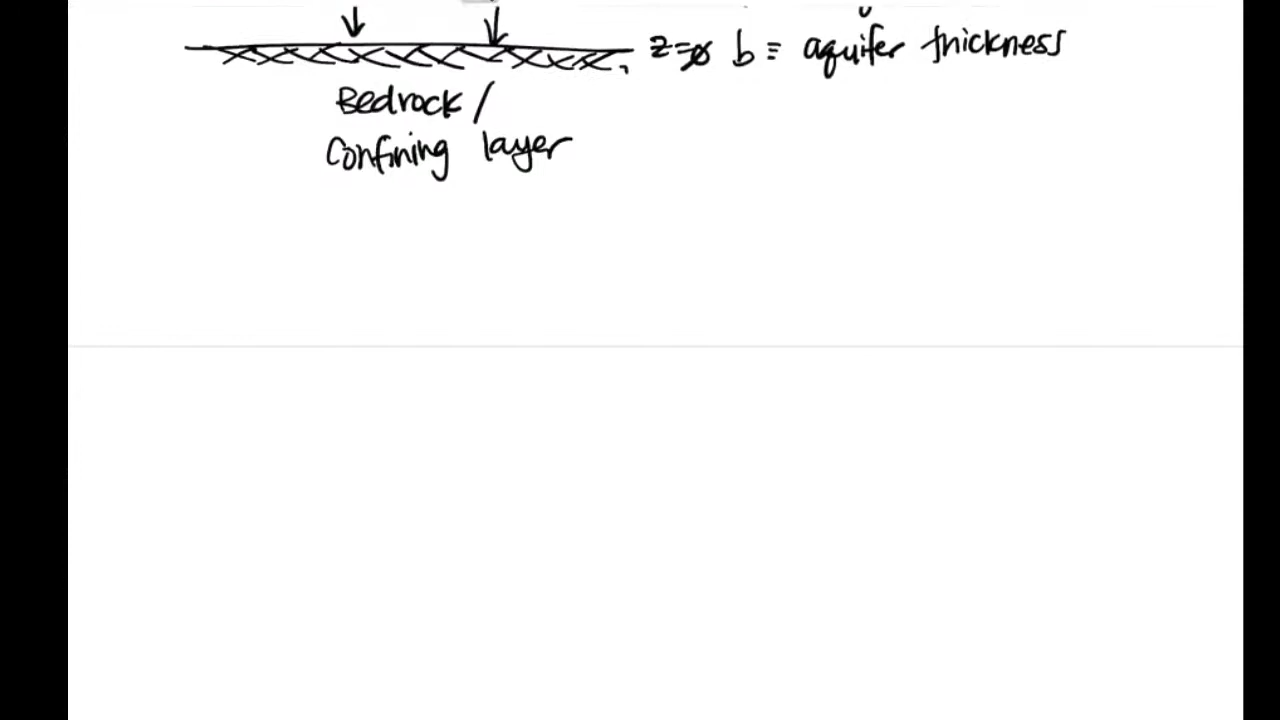 z=0 b ≡ aquifer thickness
Bedrock /
Confining layer